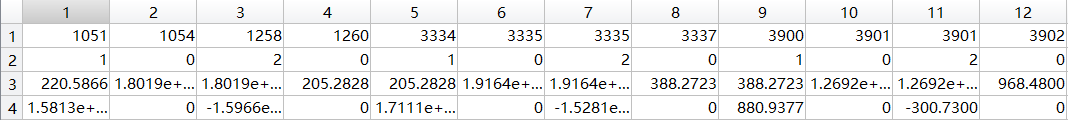 1 2 3 4 5 6 7 8 9 10 11 12
1 1051 1054 1258 1260 3334 3335 3335 3337 3900 3901 3901 3902
2 1 0 2 0 1 0 2 0 1 0 2 0
3 220.5866 1.8019e+... 1.8019e+... 205.2828 205.2828 1.9164e+... 1.9164e+... 388.2723 388.2723 1.2692e+... 1.2692e+... 968.4800
4 1.5813e+... 0 -1.5966e... 0 1.7111e+... 0 -1.5281e... 0 880.9377 0 -300.7300 0